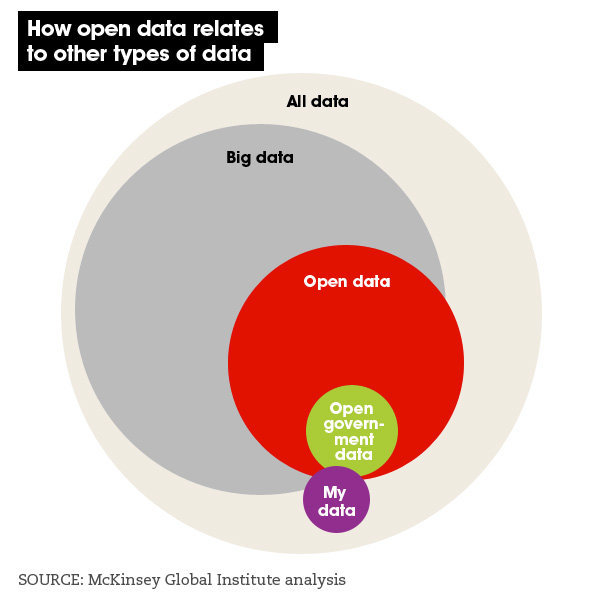 How open data relates
to other types of data
All data
Big data
Open data
Open
govern-
ment
data
My
data
SOURCE: McKinsey Global Institute analysis